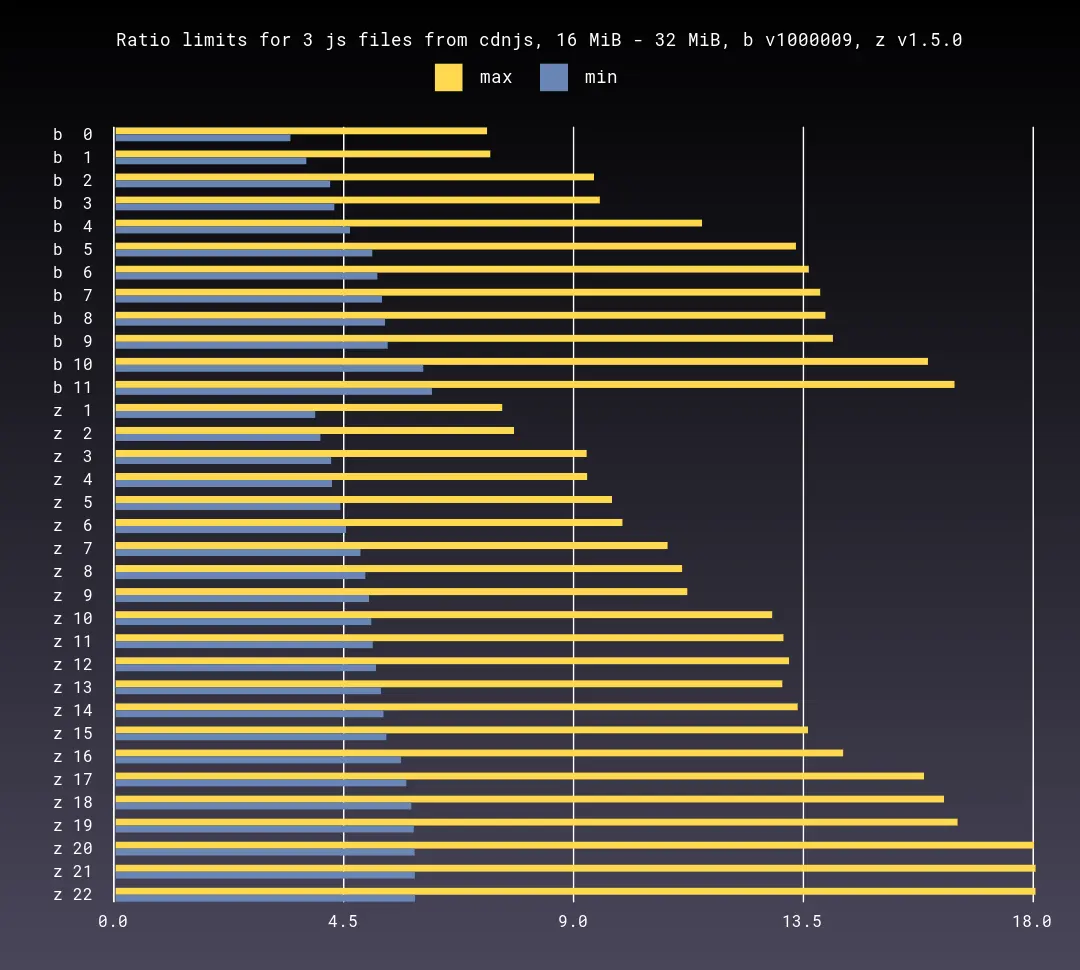 Ratio limits for 3 js files from cdnjs, 16 MiB - 32 MiB, b v1000009, z v1.5.0
max min
b 0
b 1
b 2
b 3
b 4
b 5
b 6
b 7
b 8
b 9
b 10
b 11
z 1
z 2
z 3
z 4
z 5
z 6
z 7
z 8
z 9
z 10
z 11
z 12
z 13
z 14
z 15
z 16
z 17
z 18
z 19
z 20
z 21
z 22
0.0 4.5 9.0 13.5 18.0